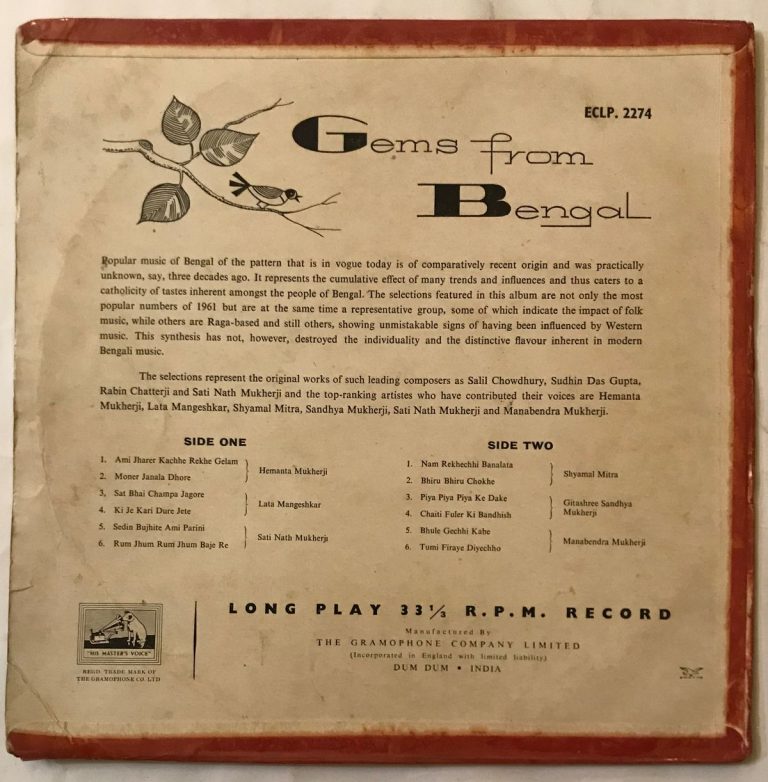 ECLP. 2274
Gems from
Bengal
Popular music of Bengal of the pattern that is in vogue today is of comparatively recent origin and was practically
unknown, say, three decades ago. It represents the cumulative effect of many trends and influences and thus caters to a
catholicity of tastes inherent amongst the people of Bengal. The selections featured in this album are not only the most
popular numbers of 1961 but are at the same time a representative group, some of which indicate the impact of folk
music, while others are Raga-based and still others, showing unmistakable signs of having been influenced by Western
music. This synthesis has not, however, destroyed the individuality and the distinctive flavour inherent in modern
Bengali music.
The selections represent the original works of such leading composers as Salil Chowdhury, Sudhin Das Gupta,
Rabin Chatterji and Sati Nath Mukherji and the top-ranking artistes who have contributed their voices are Hemanta
Mukherji, Lata Mangeshkar, Shyamal Mitra, Sandhya Mukherji, Sati Nath Mukherji and Manabendra Mukherji.
SIDE ONE
1. Ami Jharer Kachhe Rekhe Gelam
2. Moner Janala Dhore
Hemanta Mukherji
3. Sat Bhai Champa Jagore
4. Ki Je Kari Dure Jete
Lata Mangeshkar
5. Sedin Bujhite Ami Parini
6. Rum Jhum Rum Jhum Baje Re
Sati Nath Mukherji
SIDE TWO
1. Nam Rekhechhi Banalata
2. Bhiru Bhiru Chokhe
Shyamal Mitra
3. Piya Piya Piya Ke Dake
4. Chaiti Fuler Ki Bandhish
Gitashree Sandhya
Mukherji
5. Bhule Gechhi Kabe
6. Tumi Firaye Diyechho
Manabendra Mukherji
"HIS MASTER'S VOICE"
REGD. TRADE MARK OF
THE GRAMOPHONE CO. LTD
LONG PLAY 33 1/3 R.P.M. RECORD
Manufactured By
THE GRAMOPHONE COMPANY LIMITED
(Incorporated in England with limited liability)
DUM DUM • INDIA